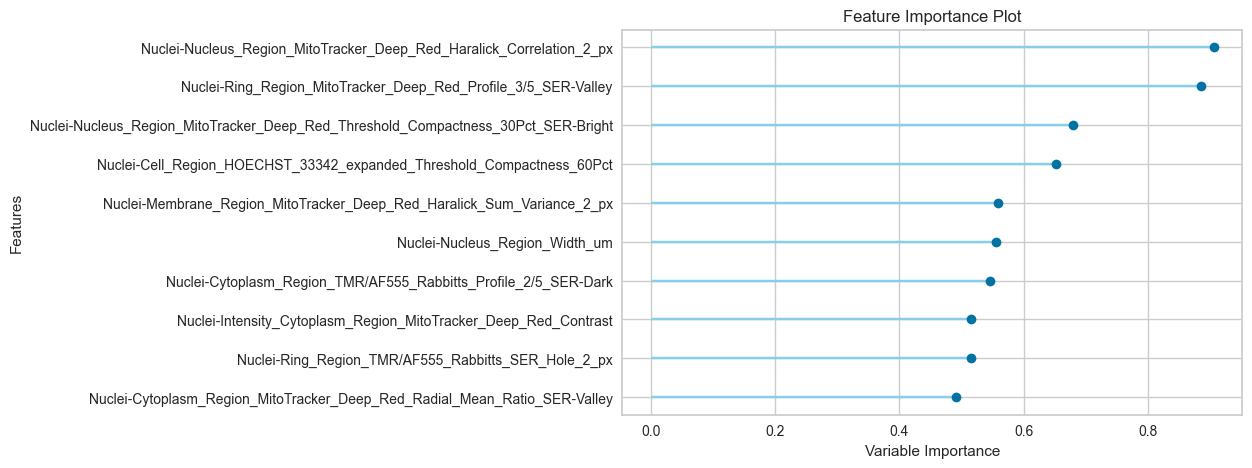 Feature Importance Plot
Features
Nuclei-Nucleus_Region_MitoTracker_Deep_Red_Haralick_Correlation_2_px
Nuclei-Ring_Region_MitoTracker_Deep_Red_Profile_3/5_SER-Valley
Nuclei-Nucleus_Region_MitoTracker_Deep_Red_Threshold_Compactness_30Pct_SER-Bright
Nuclei-Cell_Region_HOECHST_33342_expanded_Threshold_Compactness_60Pct
Nuclei-Membrane_Region_MitoTracker_Deep_Red_Haralick_Sum_Variance_2_px
Nuclei-Nucleus_Region_Width_um
Nuclei-Cytoplasm_Region_TMR/AF555_Rabbitts_Profile_2/5_SER-Dark
Nuclei-Intensity_Cytoplasm_Region_MitoTracker_Deep_Red_Contrast
Nuclei-Ring_Region_TMR/AF555_Rabbitts_SER_Hole_2_px
Nuclei-Cytoplasm_Region_MitoTracker_Deep_Red_Radial_Mean_Ratio_SER-Valley
0.0 0.2 0.4 0.6 0.8
Variable Importance